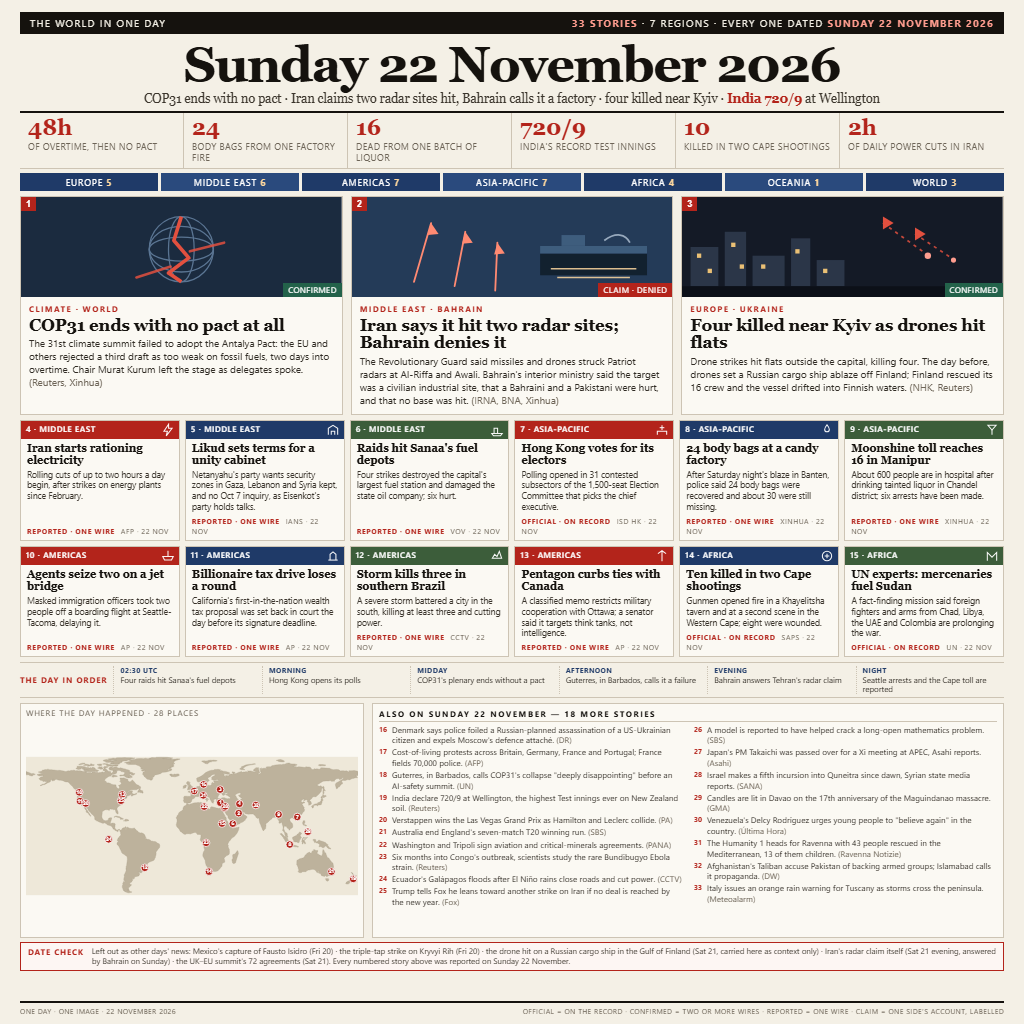 THE WORLD IN ONE DAY
33 STORIES · 7 REGIONS · EVERY ONE DATED SUNDAY 22 NOVEMBER 2026
Sunday 22 November 2026
COP31 ends with no pact · Iran claims two radar sites hit, Bahrain calls it a factory · four killed near Kyiv · India 720/9 at Wellington
48h
OF OVERTIME, THEN NO PACT
24
BODY BAGS FROM ONE FACTORY
FIRE
16
DEAD FROM ONE BATCH OF
LIQUOR
720/9
INDIA'S RECORD TEST INNINGS
10
KILLED IN TWO CAPE SHOOTINGS
2h
OF DAILY POWER CUTS IN IRAN
EUROPE 5
MIDDLE EAST 6
AMERICAS 7
ASIA-PACIFIC 7
AFRICA 4
OCEANIA 1
WORLD 3
1
CONFIRMED
CLIMATE · WORLD
COP31 ends with no pact at all
The 31st climate summit failed to adopt the Antalya Pact: the EU and
others rejected a third draft as too weak on fossil fuels, two days into
overtime. Chair Murat Kurum left the stage as delegates spoke.
(Reuters, Xinhua)
2
CLAIM · DENIED
MIDDLE EAST · BAHRAIN
Iran says it hit two radar sites;
Bahrain denies it
The Revolutionary Guard said missiles and drones struck Patriot
radars at Al-Riffa and Awali. Bahrain's interior ministry said the target
was a civilian industrial site, that a Bahraini and a Pakistani were hurt,
and that no base was hit. (IRNA, BNA, Xinhua)
3
CONFIRMED
EUROPE · UKRAINE
Four killed near Kyiv as drones hit
flats
Drone strikes hit flats outside the capital, killing four. The day before,
drones set a Russian cargo ship ablaze off Finland; Finland rescued its
16 crew and the vessel drifted into Finnish waters. (NHK, Reuters)
4 · MIDDLE EAST
Iran starts rationing
electricity
Rolling cuts of up to two hours a day
begin, after strikes on energy plants
since February.
REPORTED · ONE WIRE AFP · 22 NOV
5 · MIDDLE EAST
Likud sets terms for a
unity cabinet
Netanyahu's party wants security
zones in Gaza, Lebanon and Syria kept,
and no Oct 7 inquiry, as Eisenkot's
party holds talks.
REPORTED · ONE WIRE IANS · 22
NOV
6 · MIDDLE EAST
Raids hit Sanaa's fuel
depots
Four strikes destroyed the capital's
largest fuel station and damaged the
state oil company; six hurt.
REPORTED · ONE WIRE VOV · 22 NOV
7 · ASIA-PACIFIC
Hong Kong votes for its
electors
Polling opened in 31 contested
subsectors of the 1,500-seat Election
Committee that picks the chief
executive.
OFFICIAL · ON RECORD ISD HK · 22
NOV
8 · ASIA-PACIFIC
24 body bags at a candy
factory
After Saturday night's blaze in Banten,
police said 24 body bags were
recovered and about 30 were still
missing.
REPORTED · ONE WIRE XINHUA · 22
NOV
9 · ASIA-PACIFIC
Moonshine toll reaches
16 in Manipur
About 600 people are in hospital after
drinking tainted liquor in Chandel
district; six arrests have been made.
REPORTED · ONE WIRE XINHUA · 22
NOV
10 · AMERICAS
Agents seize two on a jet
bridge
Masked immigration officers took two
people off a boarding flight at Seattle-
Tacoma, delaying it.
REPORTED · ONE WIRE AP · 22 NOV
11 · AMERICAS
Billionaire tax drive loses
a round
California's first-in-the-nation wealth
tax proposal was set back in court the
day before its signature deadline.
REPORTED · ONE WIRE AP · 22 NOV
12 · AMERICAS
Storm kills three in
southern Brazil
A severe storm battered a city in the
south, killing at least three and cutting
power.
REPORTED · ONE WIRE CCTV · 22
NOV
13 · AMERICAS
Pentagon curbs ties with
Canada
A classified memo restricts military
cooperation with Ottawa; a senator
said it targets think tanks, not
intelligence.
REPORTED · ONE WIRE AP · 22 NOV
14 · AFRICA
Ten killed in two Cape
shootings
Gunmen opened fire in a Khayelitsha
tavern and at a second scene in the
Western Cape; eight were wounded.
OFFICIAL · ON RECORD SAPS · 22
NOV
15 · AFRICA
UN experts: mercenaries
fuel Sudan
A fact-finding mission said foreign
fighters and arms from Chad, Libya,
the UAE and Colombia are prolonging
the war.
OFFICIAL · ON RECORD UN · 22 NOV
THE DAY IN ORDER
02:30 UTC
Four raids hit Sanaa's fuel depots
MORNING
Hong Kong opens its polls
MIDDAY
COP31's plenary ends without a pact
AFTERNOON
Guterres, in Barbados, calls it a failure
EVENING
Bahrain answers Tehran's radar claim
NIGHT
Seattle arrests and the Cape toll are
reported
WHERE THE DAY HAPPENED · 28 PLACES
ALSO ON SUNDAY 22 NOVEMBER — 18 MORE STORIES
16 Denmark says police foiled a Russian-planned assassination of a US-Ukrainian
citizen and expels Moscow's defence attaché. (DR)
17 Cost-of-living protests across Britain, Germany, France and Portugal; France
fields 70,000 police. (AFP)
18 Guterres, in Barbados, calls COP31's collapse "deeply disappointing" before an
AI-safety summit. (UN)
19 India declare 720/9 at Wellington, the highest Test innings ever on New Zealand
soil. (Reuters)
20 Verstappen wins the Las Vegas Grand Prix as Hamilton and Leclerc collide. (PA)
21 Australia end England's seven-match T20 winning run. (SBS)
22 Washington and Tripoli sign aviation and critical-minerals agreements. (PANA)
23 Six months into Congo's outbreak, scientists study the rare Bundibugyo Ebola
strain. (Reuters)
24 Ecuador's Galápagos floods after El Niño rains close roads and cut power. (CCTV)
25 Trump tells Fox he leans toward another strike on Iran if no deal is reached by
the new year. (Fox)
26 A model is reported to have helped crack a long-open mathematics problem.
(SBS)
27 Japan's PM Takaichi was passed over for a Xi meeting at APEC, Asahi reports.
(Asahi)
28 Israel makes a fifth incursion into Quneitra since dawn, Syrian state media
reports. (SANA)
29 Candles are lit in Davao on the 17th anniversary of the Maguindanao massacre.
(GMA)
30 Venezuela's Delcy Rodríguez urges young people to "believe again" in the
country. (Última Hora)
31 The Humanity 1 heads for Ravenna with 43 people rescued in the
Mediterranean, 13 of them children. (Ravenna Notizie)
32 Afghanistan's Taliban accuse Pakistan of backing armed groups; Islamabad calls
it propaganda. (DW)
33 Italy issues an orange rain warning for Tuscany as storms cross the peninsula.
(Meteoalarm)
DATE CHECK
Left out as other days' news: Mexico's capture of Fausto Isidro (Fri 20) · the triple-tap strike on Kryvyi Rih (Fri 20) · the drone hit on a Russian cargo ship in the Gulf of Finland (Sat 21, carried here as context only) · Iran's radar claim itself (Sat 21 evening, answered
by Bahrain on Sunday) · the UK–EU summit's 72 agreements (Sat 21). Every numbered story above was reported on Sunday 22 November.
ONE DAY · ONE IMAGE · 22 NOVEMBER 2026
OFFICIAL = ON THE RECORD · CONFIRMED = TWO OR MORE WIRES · REPORTED = ONE WIRE · CLAIM = ONE SIDE'S ACCOUNT, LABELLED